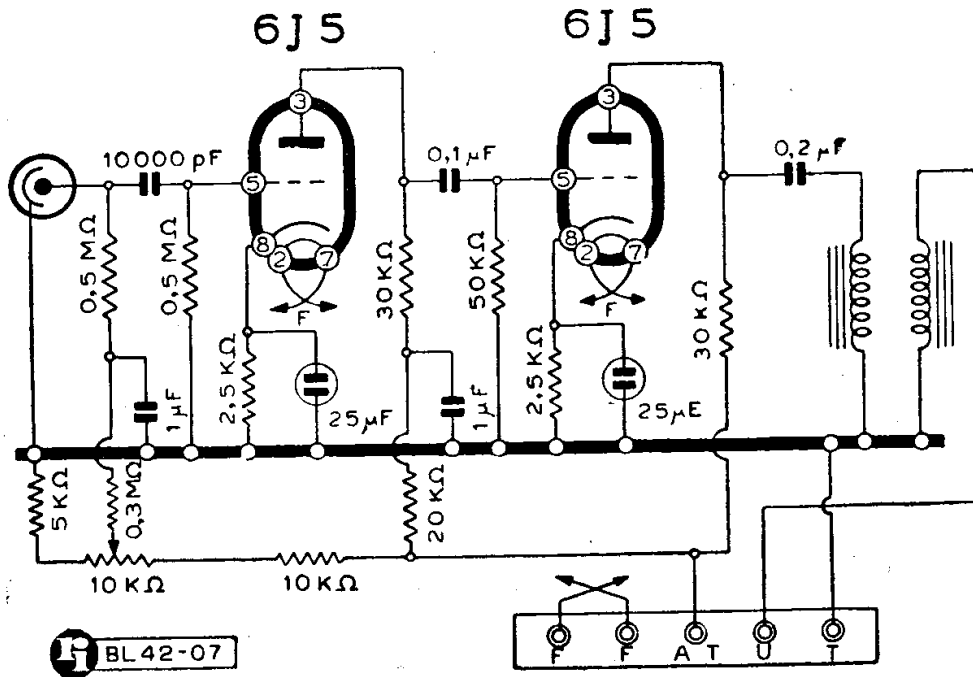 6J5 6J5
3 3
10000 pF 0,1 µF 0,2 µF
5 5
8 2 7 8 2 7
0,5 MΩ 0,5 MΩ 30 KΩ 50 KΩ 30 KΩ
F F
2,5 KΩ 25 µF 2,5 KΩ 25 µE
1 µF 1 µF
5 KΩ 0,3 MΩ 20 KΩ
10 KΩ 10 KΩ
F F A T U T
ri BL 42-07